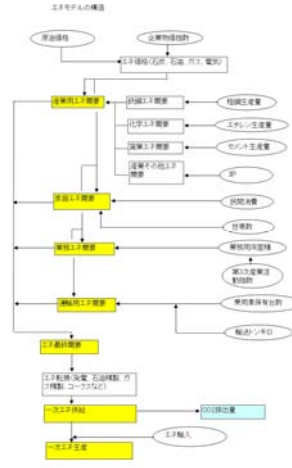 エネモデルの構造
原油価格
企業物価指数
エネ価格(石炭、石油、ガス、電気)
産業用エネ需要
鉄鋼エネ需要
粗鋼生産量
化学エネ需要
エチレン生産量
窯業エネ需要
セメント生産量
産業その他エネ
需要
IIP
家庭エネ需要
民間消費
世帯数
業務エネ需要
業務用床面積
第3次産業活
動指数
運輸用エネ需要
乗用車保有台数
輸送トンキロ
エネ最終需要
エネ転換(発電、石油精製、ガ
ス精製、コークスなど)
一次エネ供給
CO2排出量
エネ輸入
一次エネ生産